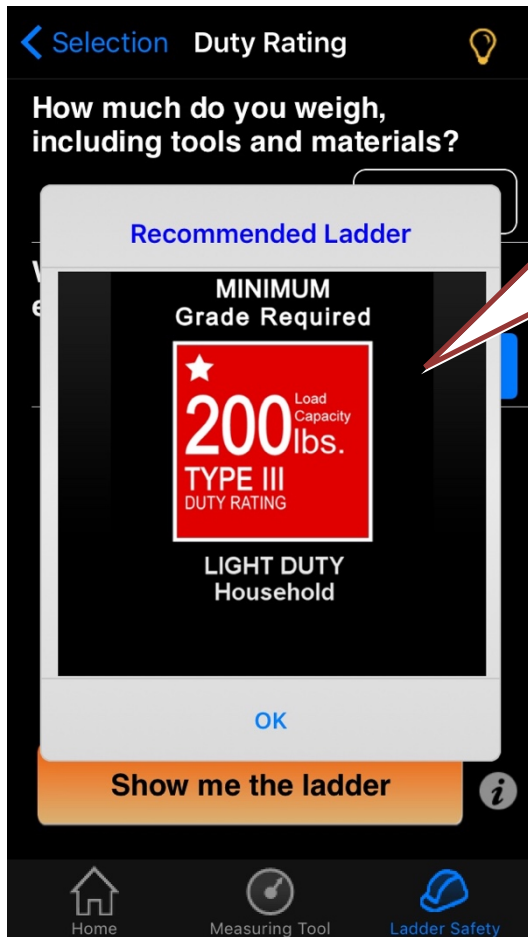 Selection Duty Rating
How much do you weigh,
including tools and materials?
Recommended Ladder
MINIMUM
Grade Required
200 lbs. Load
Capacity
TYPE III
DUTY RATING
LIGHT DUTY
Household
OK
Show me the ladder
i
Home Measuring Tool Ladder Safety